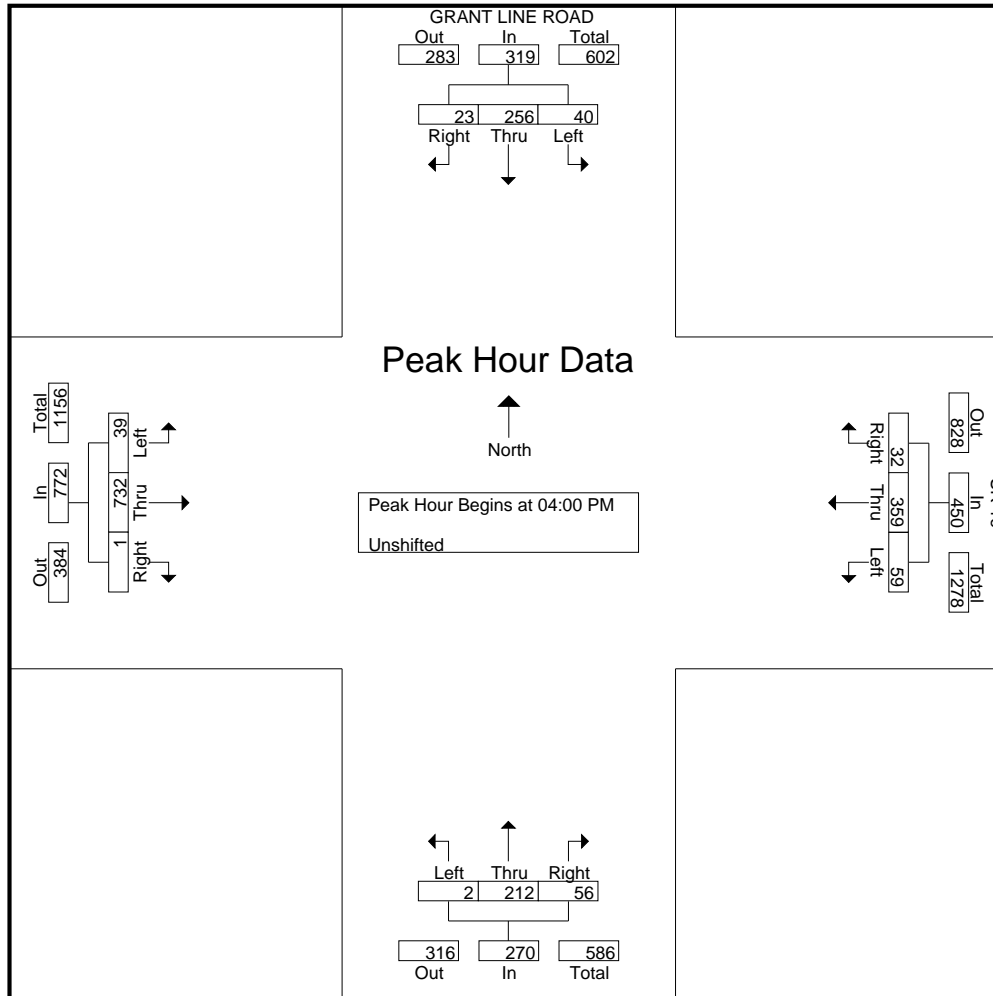 GRANT LINE ROAD
Out In Total
283 319 602
23 256 40
Right Thru Left
Peak Hour Data
North
Peak Hour Begins at 04:00 PM
Unshifted
Total In Out
1156 772 384
39 732 1
Left Thru Right
Out In Total
828 450 1278
32 359 59
Right Thru Left
Left Thru Right
2 212 56
316 270 586
Out In Total